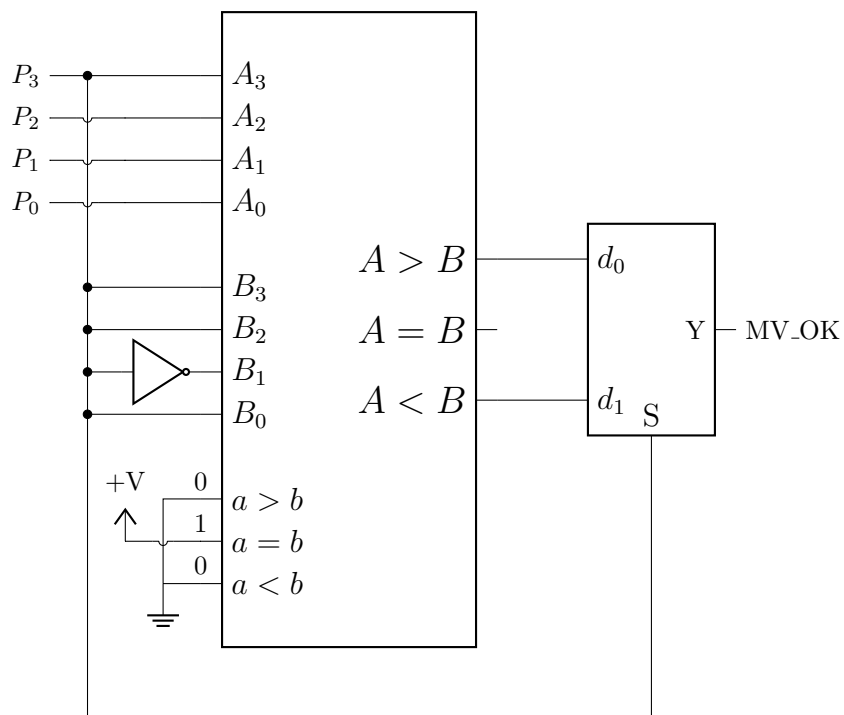 P₃ A₃
P₂ A₂
P₁ A₁
P₀ A₀
A > B d₀
B₃
B₂ A = B Y MV_OK
B₁
B₀ A < B d₁
S
+V 0 a > b
1 a = b
0 a < b